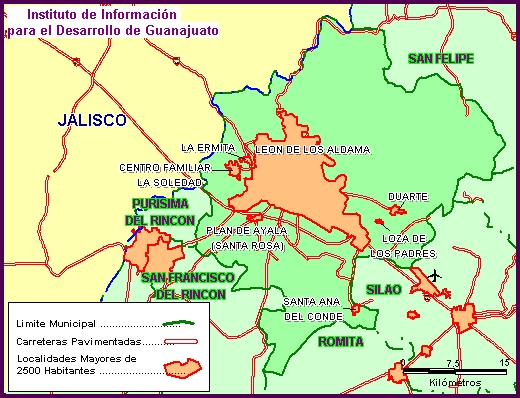 Instituto de Información
para el Desarrollo de Guanajuato
SAN FELIPE
JALISCO
LA ERMITA
LEON DE LOS ALDAMA
CENTRO FAMILIAR
LA SOLEDAD
DUARTE
PURISIMA
DEL RINCON
PLAN DE AYALA
(SANTA ROSA)
LOZA DE
LOS PADRES
SAN FRANCISCO
DEL RINCON
SILAO
SANTA ANA
DEL CONDE
ROMITA
Limite Municipal
Carreteras Pavimentadas
Localidades Mayores de
2500 Habitantes
0 7.5 15
Kilómetros